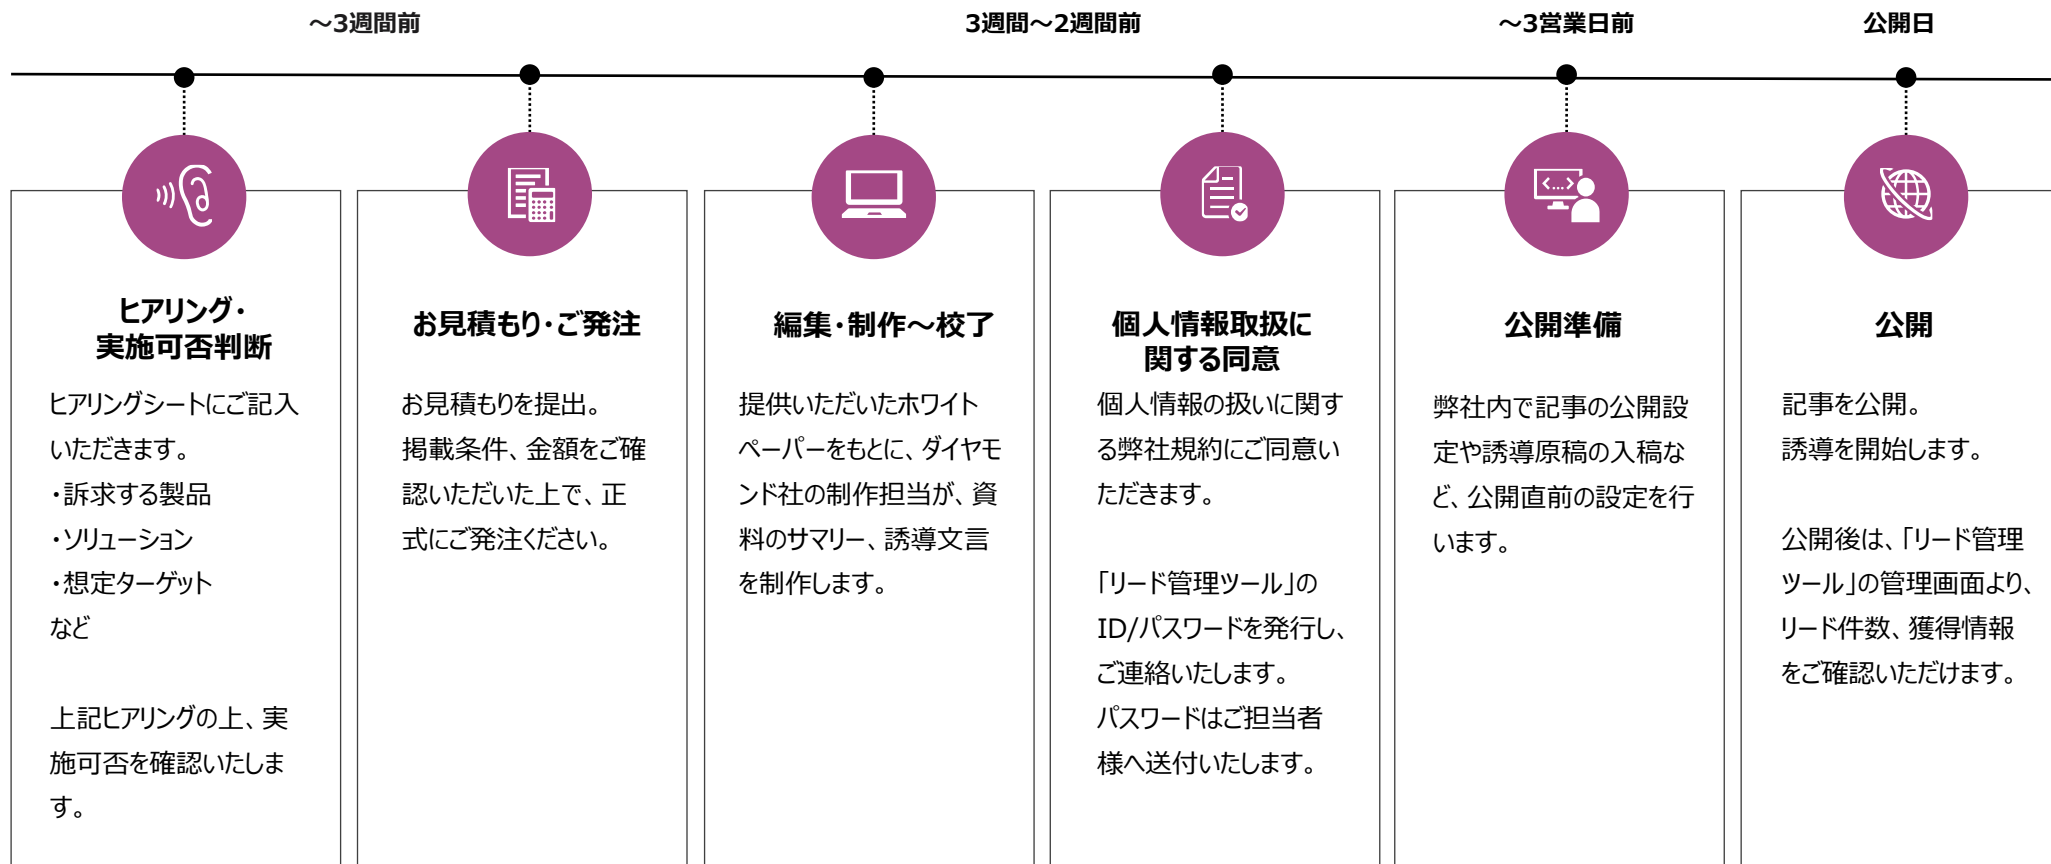 ～3週間前
3週間～2週間前
～3営業日前
公開日
ヒアリング・
実施可否判断
ヒアリングシートにご記入
いただきます。
・訴求する製品
・ソリューション
・想定ターゲット
など
上記ヒアリングの上、実
施可否を確認いたしま
す。
お見積もり・ご発注
お見積もりを提出。
掲載条件、金額をご確
認いただいた上で、正
式にご発注ください。
編集・制作～校了
提供いただいたホワイト
ペーパーをもとに、ダイヤモ
ンド社の制作担当が、資
料のサマリー、誘導文言
を制作します。
個人情報取扱に
関する同意
個人情報の扱いに関す
る弊社規約にご同意い
ただきます。
「リード管理ツール」の
ID/パスワードを発行し、
ご連絡いたします。
パスワードはご担当者
様へ送付いたします。
公開準備
弊社内で記事の公開設
定や誘導原稿の入稿な
ど、公開直前の設定を行
います。
公開
記事を公開。
誘導を開始します。
公開後は、「リード管理
ツール」の管理画面より、
リード件数、獲得情報
をご確認いただけます。